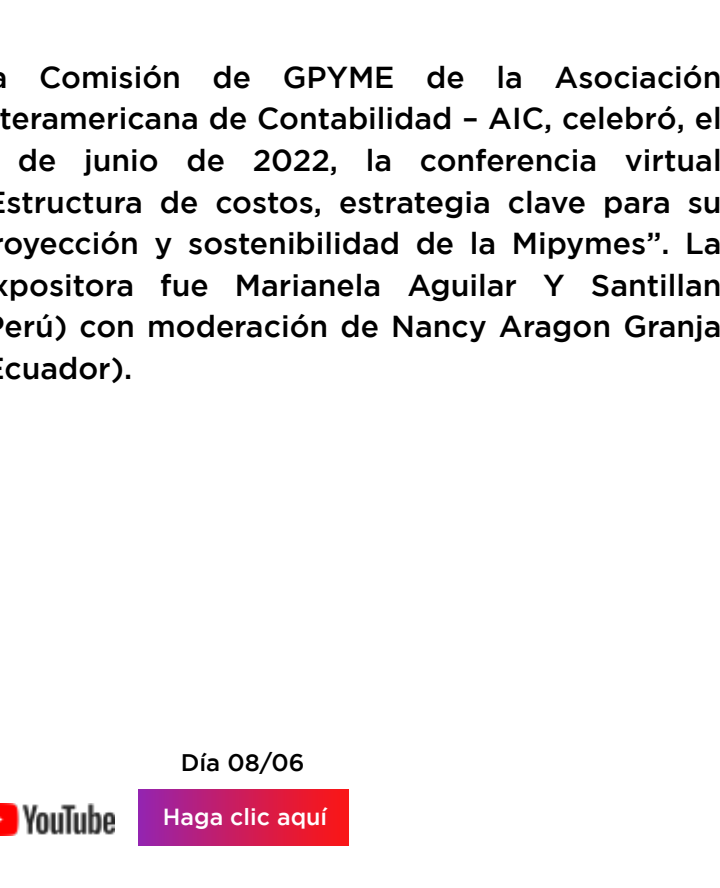 a Comisión de GPYME de la Asociación
teramericana de Contabilidad – AIC, celebró, el
de junio de 2022, la conferencia virtual
Estructura de costos, estrategia clave para su
royección y sostenibilidad de la Mipymes”. La
xpositora fue Marianela Aguilar Y Santillan
Perú) con moderación de Nancy Aragon Granja
Ecuador).
Día 08/06
YouTube Haga clic aquí